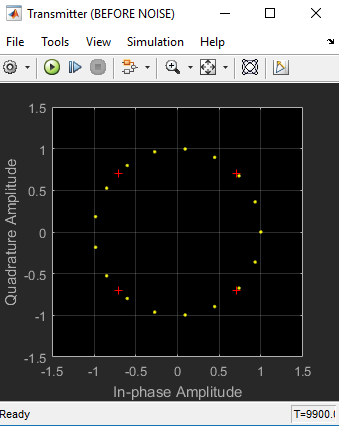 Transmitter (BEFORE NOISE)
File Tools View Simulation Help
1.5
1
0.5
0
-0.5
-1
-1.5
Quadrature Amplitude
-1.5 -1 -0.5 0 0.5 1 1.5
In-phase Amplitude
Ready T=9900.